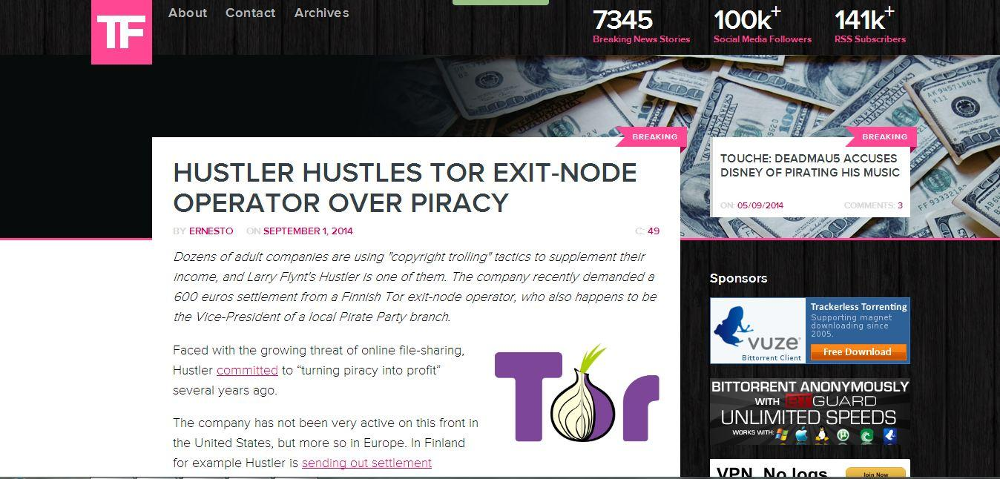 TF
About Contact Archives
7345
Breaking News Stories
100k+
Social Media Followers
141k+
RSS Subscribers
BREAKING
HUSTLER HUSTLES TOR EXIT-NODE
OPERATOR OVER PIRACY
BY ERNESTO ON SEPTEMBER 1, 2014 C: 49
Dozens of adult companies are using "copyright trolling" tactics to supplement their
income, and Larry Flynt's Hustler is one of them. The company recently demanded a
600 euros settlement from a Finnish Tor exit-node operator, who also happens to be
the Vice-President of a local Pirate Party branch.
Faced with the growing threat of online file-sharing,
Hustler committed to “turning piracy into profit”
several years ago.
Tor
The company has not been very active on this front in
the United States, but more so in Europe. In Finland
for example Hustler is sending out settlement
BREAKING
TOUCHE: DEADMAU5 ACCUSES
DISNEY OF PIRATING HIS MUSIC
ON: 05/09/2014 COMMENTS: 3
Sponsors
vuze
Bittorrent Client
Trackerless Torrenting
Supporting magnet
downloading since
2005.
Free Download
BITTORRENT ANONYMOUSLY
WITH BTGUARD
UNLIMITED SPEEDS
WORKS WITH:
VPN. No logs
Join Now